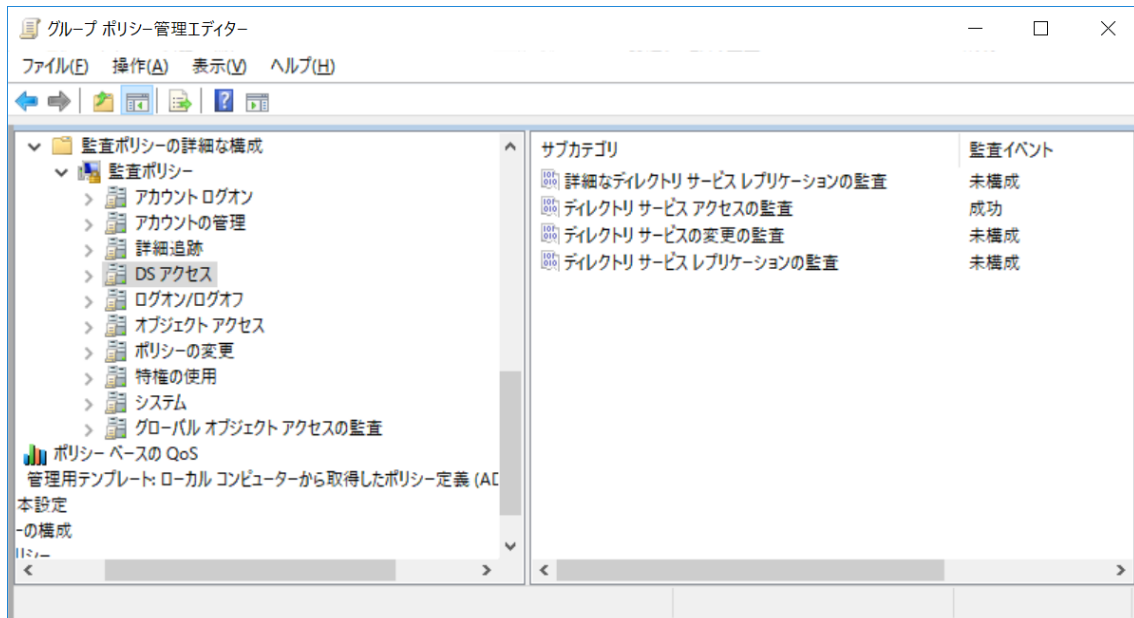 グループ ポリシー管理エディター
ファイル(F) 操作(A) 表示(V) ヘルプ(H)
監査ポリシーの詳細な構成
監査ポリシー
アカウント ログオン
アカウントの管理
詳細追跡
DS アクセス
ログオン/ログオフ
オブジェクト アクセス
ポリシーの変更
特権の使用
システム
グローバル オブジェクト アクセスの監査
ポリシー ベースの QoS
管理用テンプレート: ローカル コンピューターから取得したポリシー定義 (AD
本設定
ーの構成
リシー
サブカテゴリ 監査イベント
詳細なディレクトリ サービス レプリケーションの監査 未構成
ディレクトリ サービス アクセスの監査 成功
ディレクトリ サービスの変更の監査 未構成
ディレクトリ サービス レプリケーションの監査 未構成